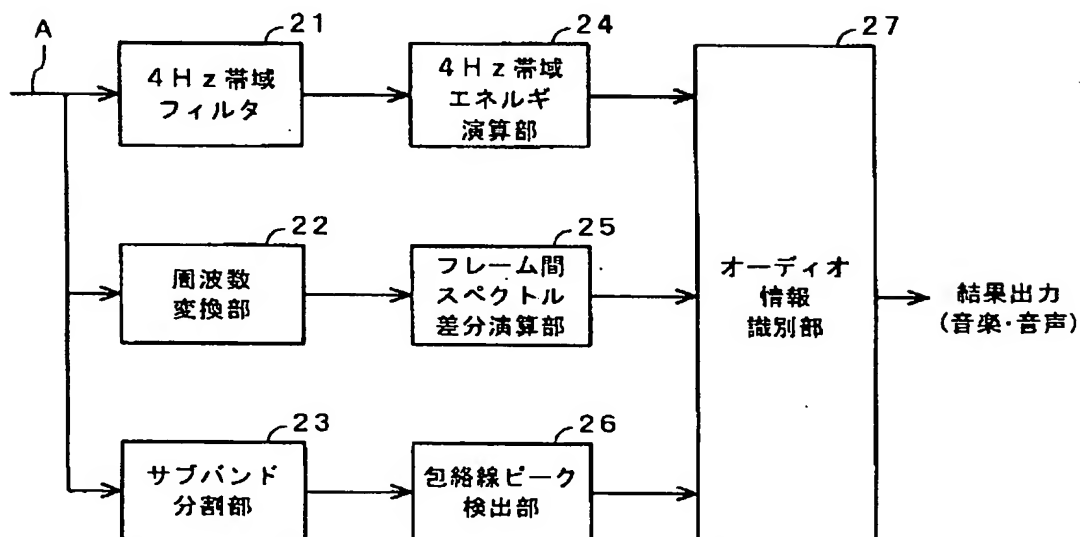 A
21
4Hz帯域
フィルタ
24
4Hz帯域
エネルギ
演算部
27
オーディオ
情報
識別部
22
周波数
変換部
25
フレーム間
スペクトル
差分演算部
結果出力
(音楽・音声)
23
サブバンド
分割部
26
包絡線ピーク
検出部